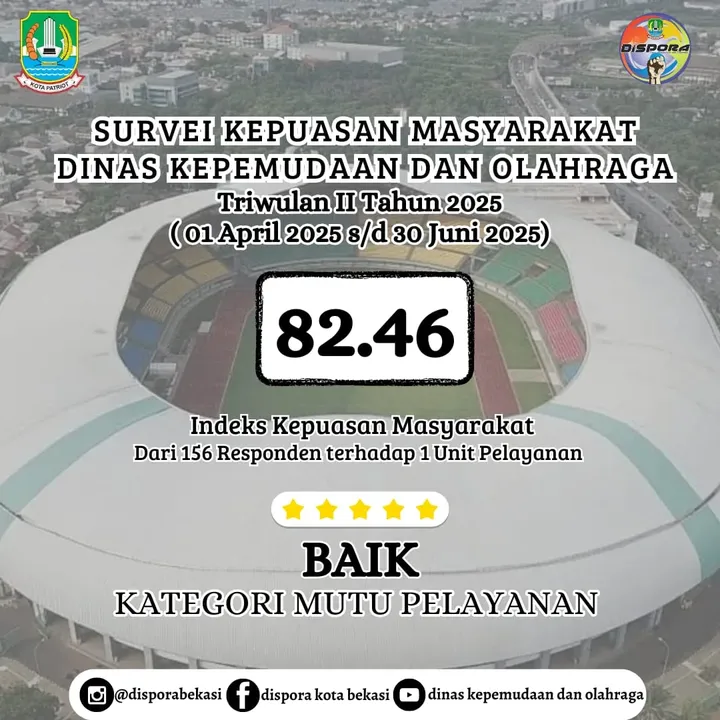 KOTA PATRIOT
DISPORA
SURVEI KEPUASAN MASYARAKAT
DINAS KEPEMUDAAN DAN OLAHRAGA
Triwulan II Tahun 2025
( 01 April 2025 s/d 30 Juni 2025)
82.46
Indeks Kepuasan Masyarakat
Dari 156 Responden terhadap 1 Unit Pelayanan
BAIK
KATEGORI MUTU PELAYANAN
@disporabekasi dispora kota bekasi dinas kepemudaan dan olahraga